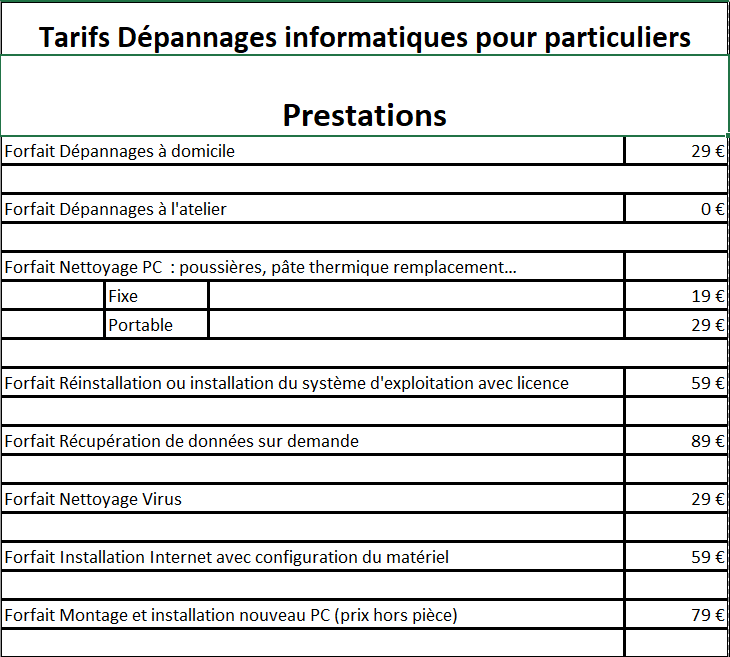 Tarifs Dépannages informatiques pour particuliers
Prestations
Forfait Dépannages à domicile 29 €
Forfait Dépannages à l'atelier 0 €
Forfait Nettoyage PC : poussières, pâte thermique remplacement...
Fixe 19 €
Portable 29 €
Forfait Réinstallation ou installation du système d'exploitation avec licence 59 €
Forfait Récupération de données sur demande 89 €
Forfait Nettoyage Virus 29 €
Forfait Installation Internet avec configuration du matériel 59 €
Forfait Montage et installation nouveau PC (prix hors pièce) 79 €